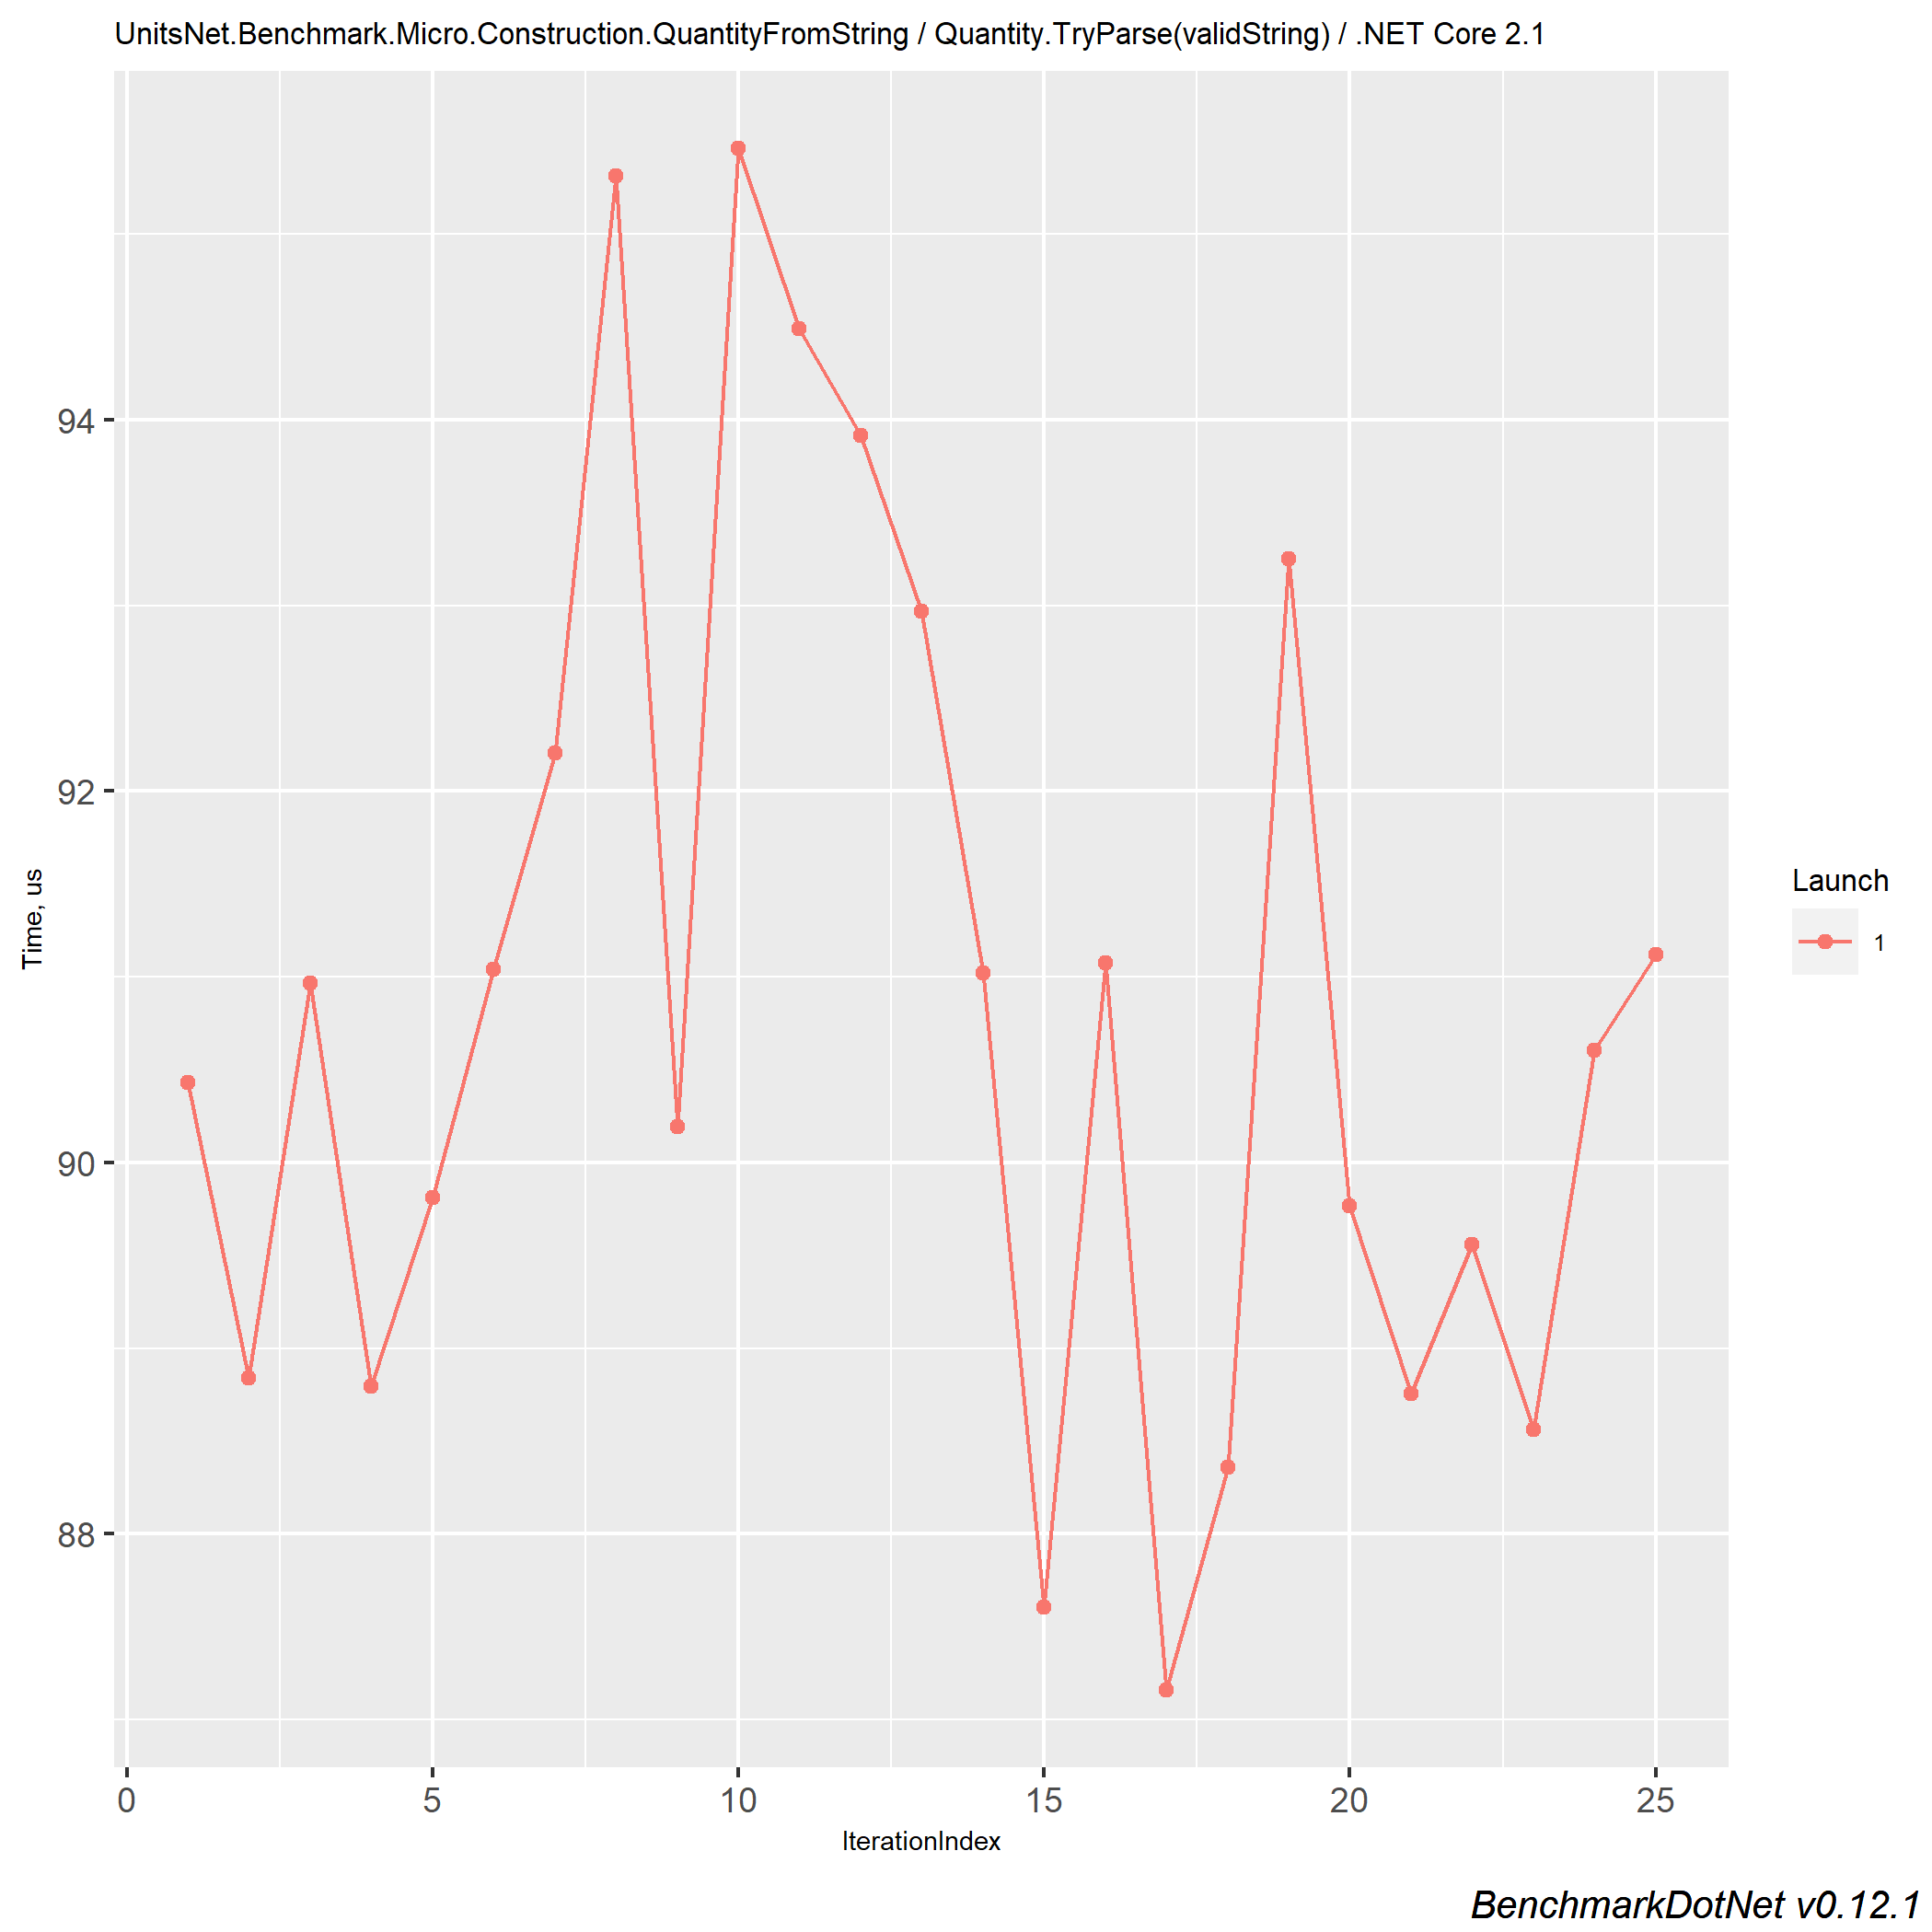 UnitsNet.Benchmark.Micro.Construction.QuantityFromString / Quantity.TryParse(validString) / .NET Core 2.1
94
92
90
88
Time, us
0 5 10 15 20 25
IterationIndex
Launch
1
BenchmarkDotNet v0.12.1